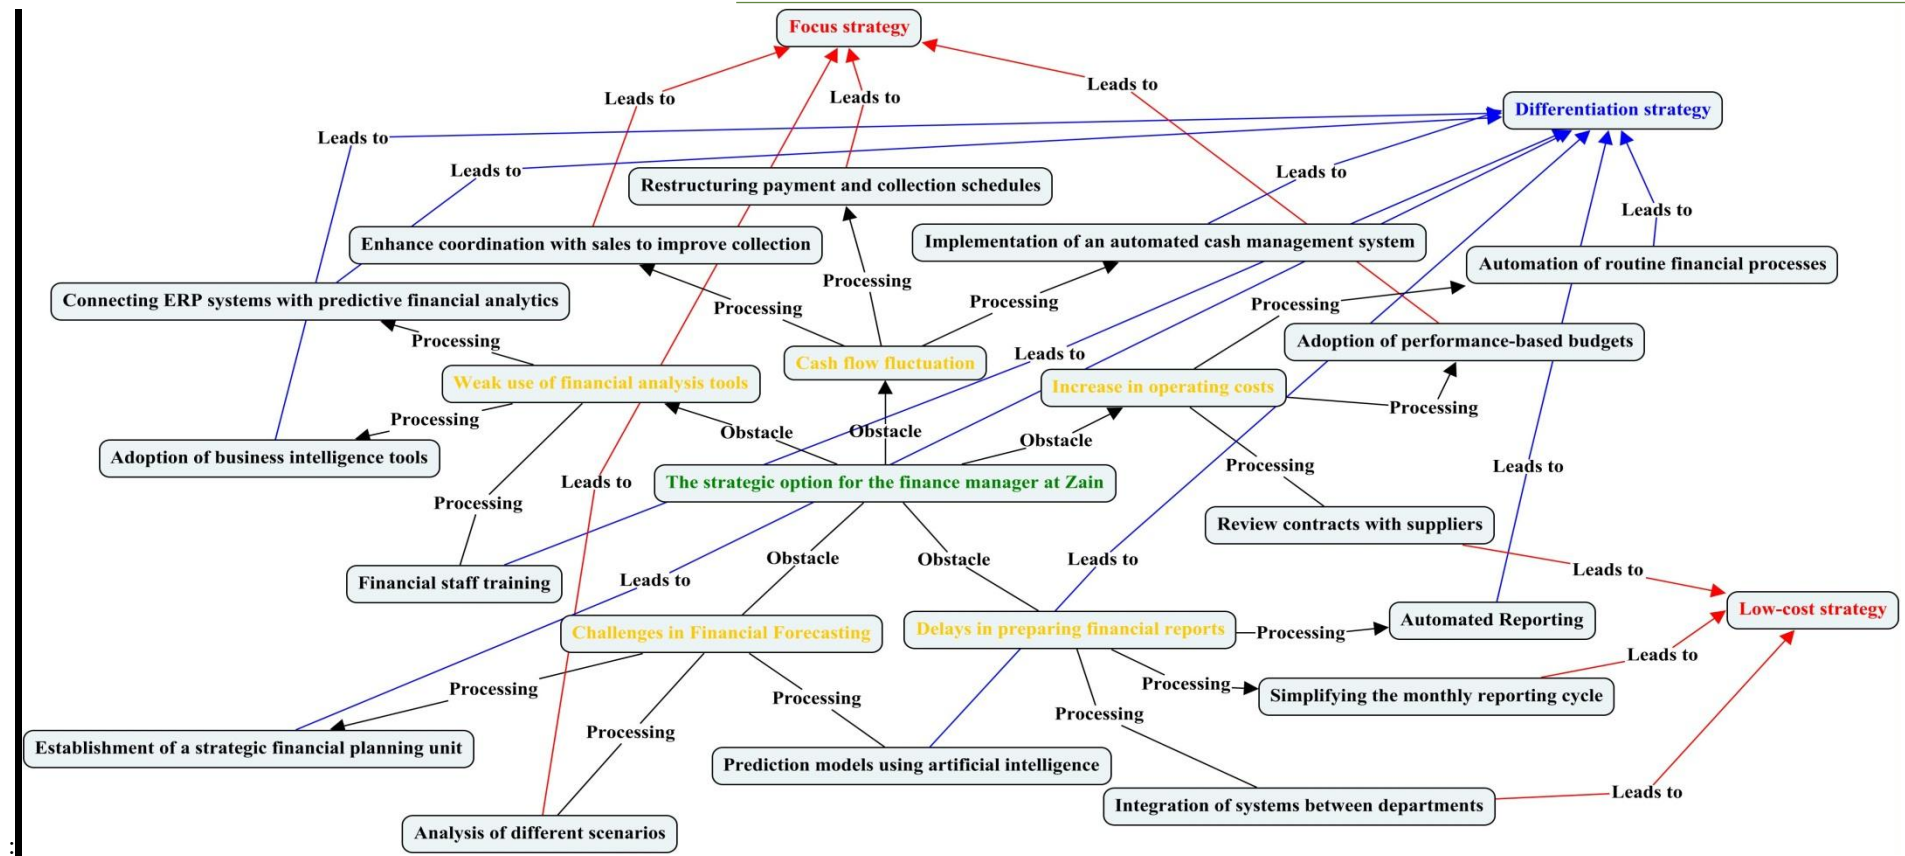 Focus strategy
Leads to
Leads to
Leads to
Differentiation strategy
Leads to
Leads to
Leads to
Restructuring payment and collection schedules
Leads to
Enhance coordination with sales to improve collection
Implementation of an automated cash management system
Automation of routine financial processes
Processing
Connecting ERP systems with predictive financial analytics
Processing
Processing
Processing
Processing
Adoption of performance-based budgets
Leads to
Cash flow fluctuation
Weak use of financial analysis tools
Increase in operating costs
Processing
Processing
Obstacle
Obstacle
Obstacle
Adoption of business intelligence tools
Processing
Leads to
Leads to
The strategic option for the finance manager at Zain
Processing
Review contracts with suppliers
Obstacle
Obstacle
Leads to
Leads to
Financial staff training
Leads to
Low-cost strategy
Automated Reporting
Challenges in Financial Forecasting
Delays in preparing financial reports
Processing
Leads to
Processing
Processing
Processing
Simplifying the monthly reporting cycle
Processing
Processing
Establishment of a strategic financial planning unit
Prediction models using artificial intelligence
Leads to
Integration of systems between departments
Analysis of different scenarios
: